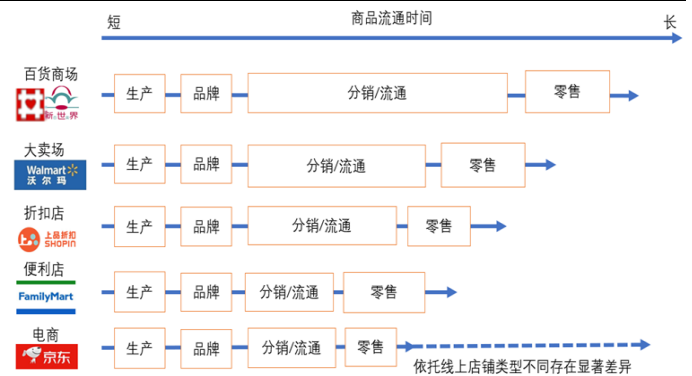 商品流通时间
短
长
百货商场
新世界
生产
品牌
分销/流通
零售
大卖场
Walmart
沃尔玛
生产
品牌
分销/流通
零售
折扣店
上品折扣
SHOPIN
生产
品牌
分销/流通
零售
便利店
FamilyMart
生产
品牌
分销/流通
零售
电商
京东
生产
品牌
分销/流通
零售
依托线上店铺类型不同存在显著差异